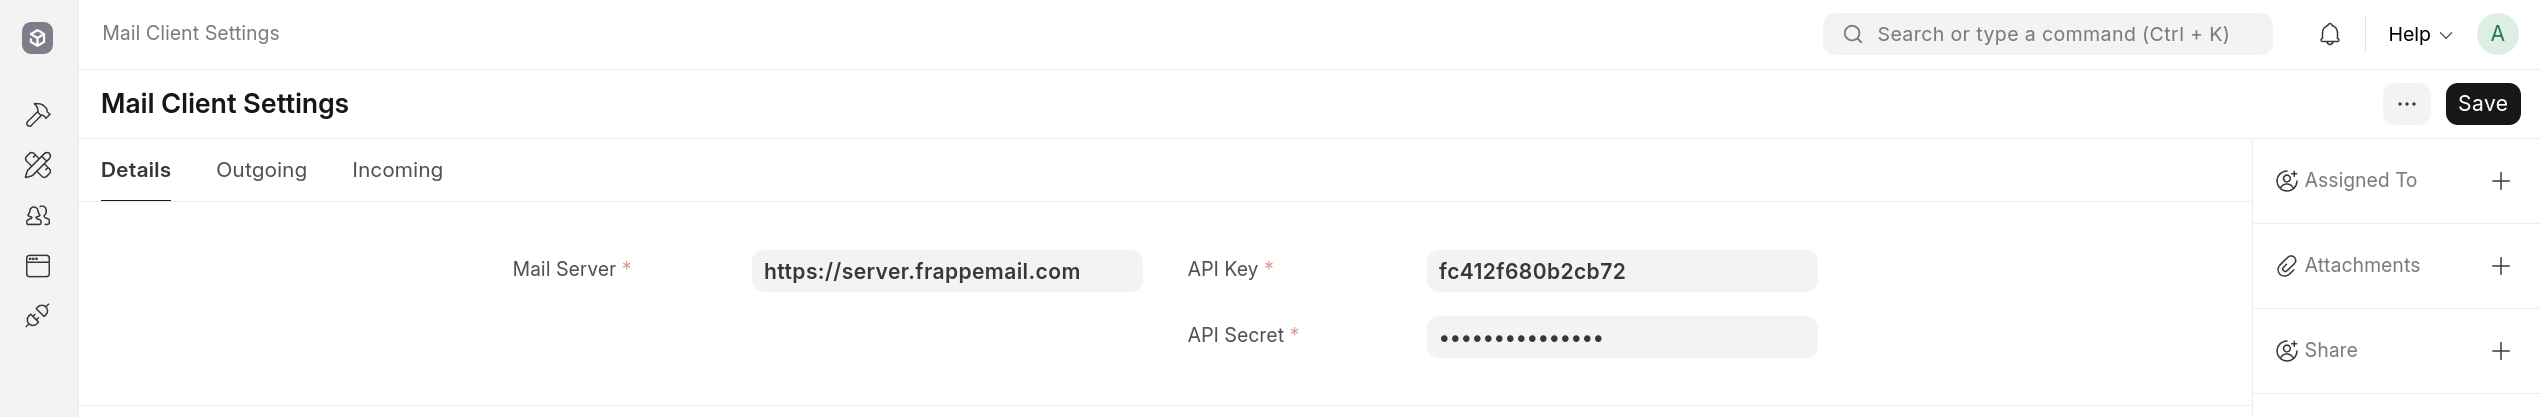 Mail Client Settings
Search or type a command (Ctrl + K)
Help
A
Mail Client Settings
Save
Details
Outgoing
Incoming
Assigned To
Mail Server *
https://server.frappemail.com
API Key *
fc412f680b2cb72
Attachments
API Secret *
•••••••••••••••
Share